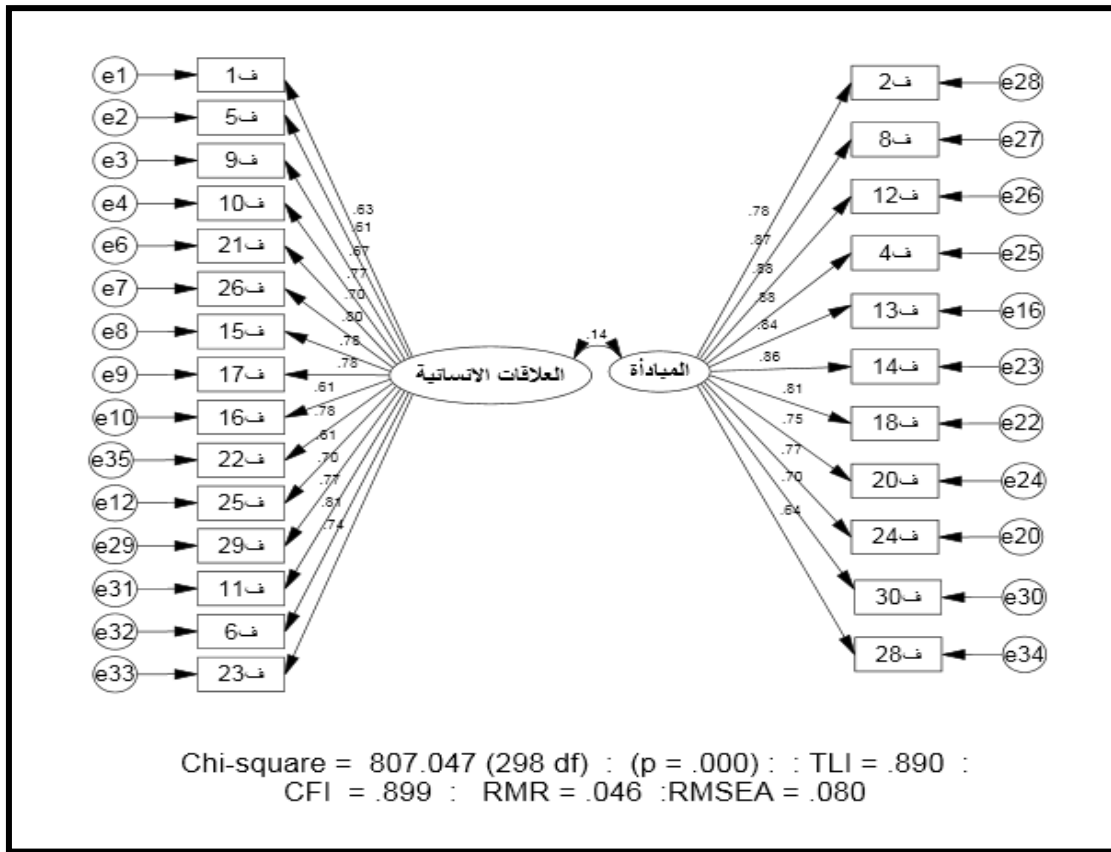 e1
ف1
e2
ف5
e3
ف9
e4
ف10
e6
ف21
e7
ف26
e8
ف15
e9
ف17
e10
ف16
e35
ف22
e12
ف25
e29
ف29
e31
ف11
e32
ف6
e33
ف23
.63
.61
.67
.77
.70
.80
.78
.78
.61
.78
.61
.70
.77
.81
.74
العلاقات الانسانية
.14
المبادأة
.78
.87
.88
.88
.84
.86
.81
.75
.77
.70
.64
ف2
e28
ف8
e27
ف12
e26
ف4
e25
ف13
e16
ف14
e23
ف18
e22
ف20
e24
ف24
e20
ف30
e30
ف28
e34
Chi-square = 807.047 (298 df) : (p = .000) : : TLI = .890 :
CFI = .899 : RMR = .046 :RMSEA = .080